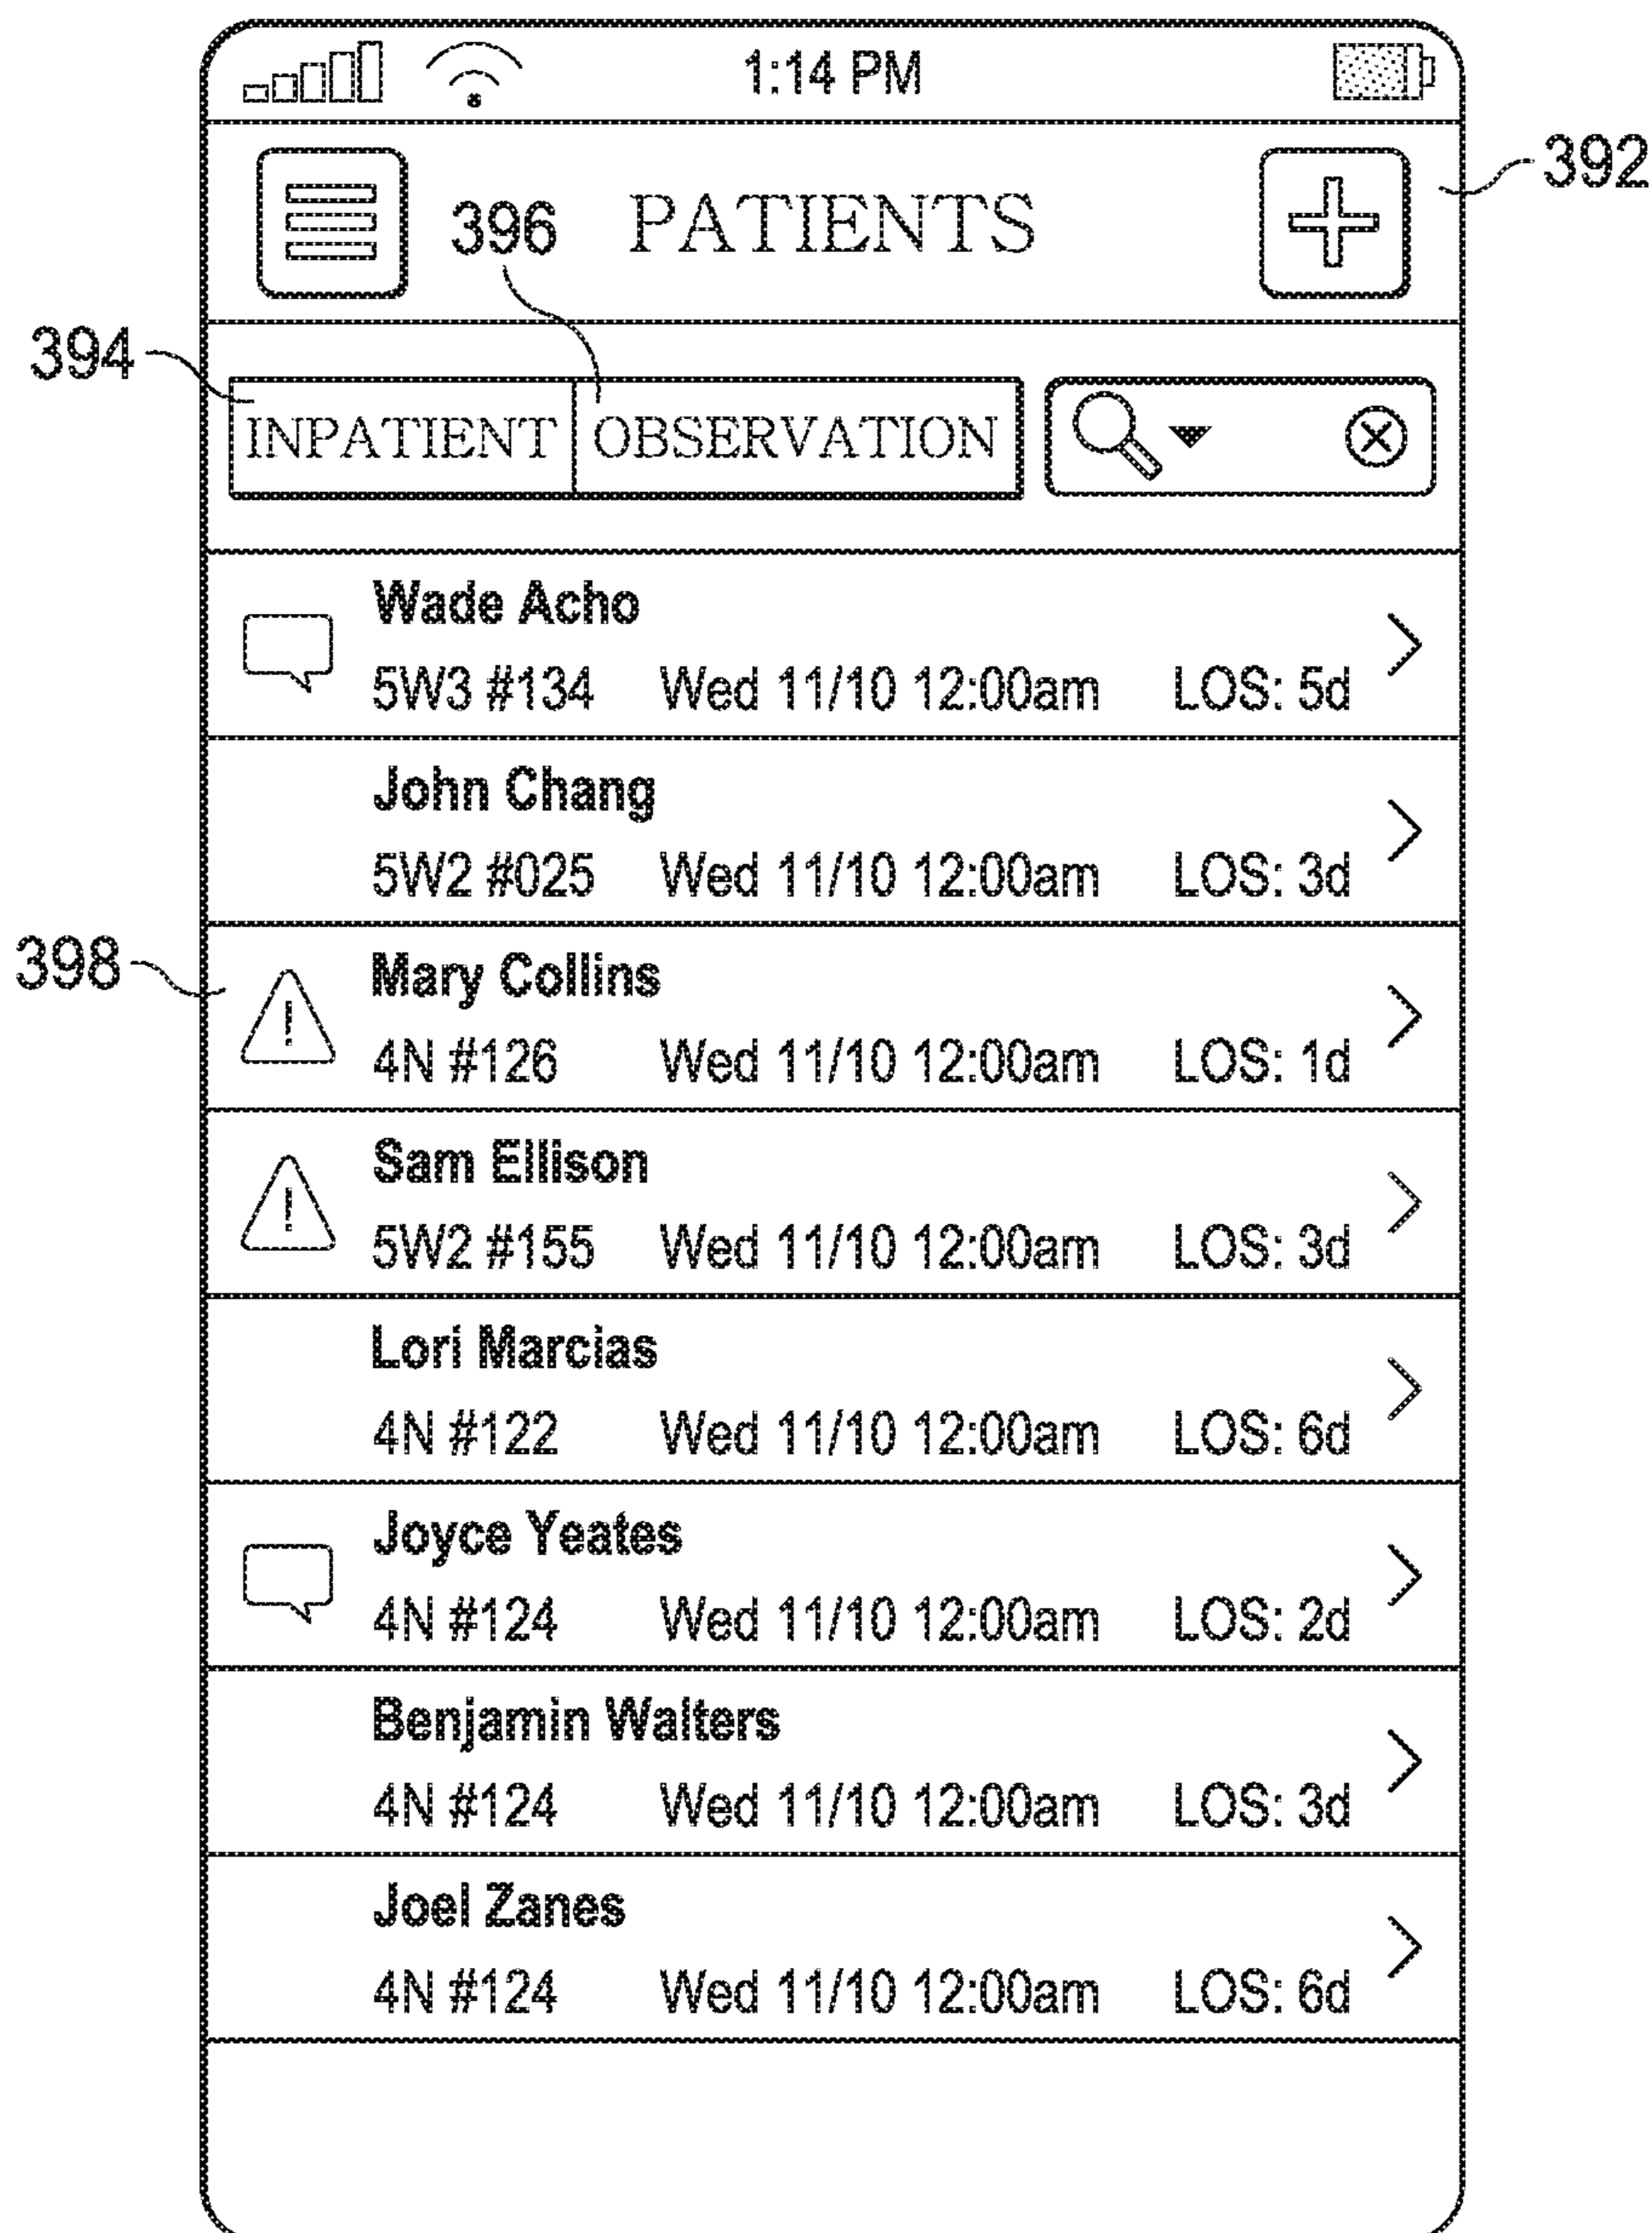 1:14 PM
392
396 PATIENTS
394
INPATIENT OBSERVATION
Wade Acho
5W3 #134 Wed 11/10 12:00am LOS: 5d
John Chang
5W2 #025 Wed 11/10 12:00am LOS: 3d
398
Mary Collins
4N #126 Wed 11/10 12:00am LOS: 1d
Sam Ellison
5W2 #155 Wed 11/10 12:00am LOS: 3d
Lori Marcias
4N #122 Wed 11/10 12:00am LOS: 6d
Joyce Yeates
4N #124 Wed 11/10 12:00am LOS: 2d
Benjamin Walters
4N #124 Wed 11/10 12:00am LOS: 3d
Joel Zanes
4N #124 Wed 11/10 12:00am LOS: 6d